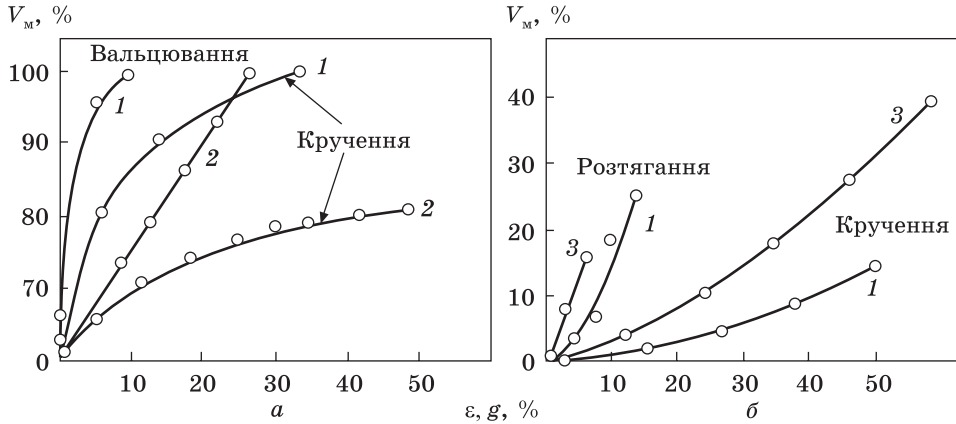 Vм, %
100
90
80
70
0
10 20 30 40 50
Вальцювання
1
1
2
Кручення
2
а
ε, g, %
Vм, %
40
30
20
10
0
10 20 30 40 50
3
Розтягання
1
3
Кручення
1
б